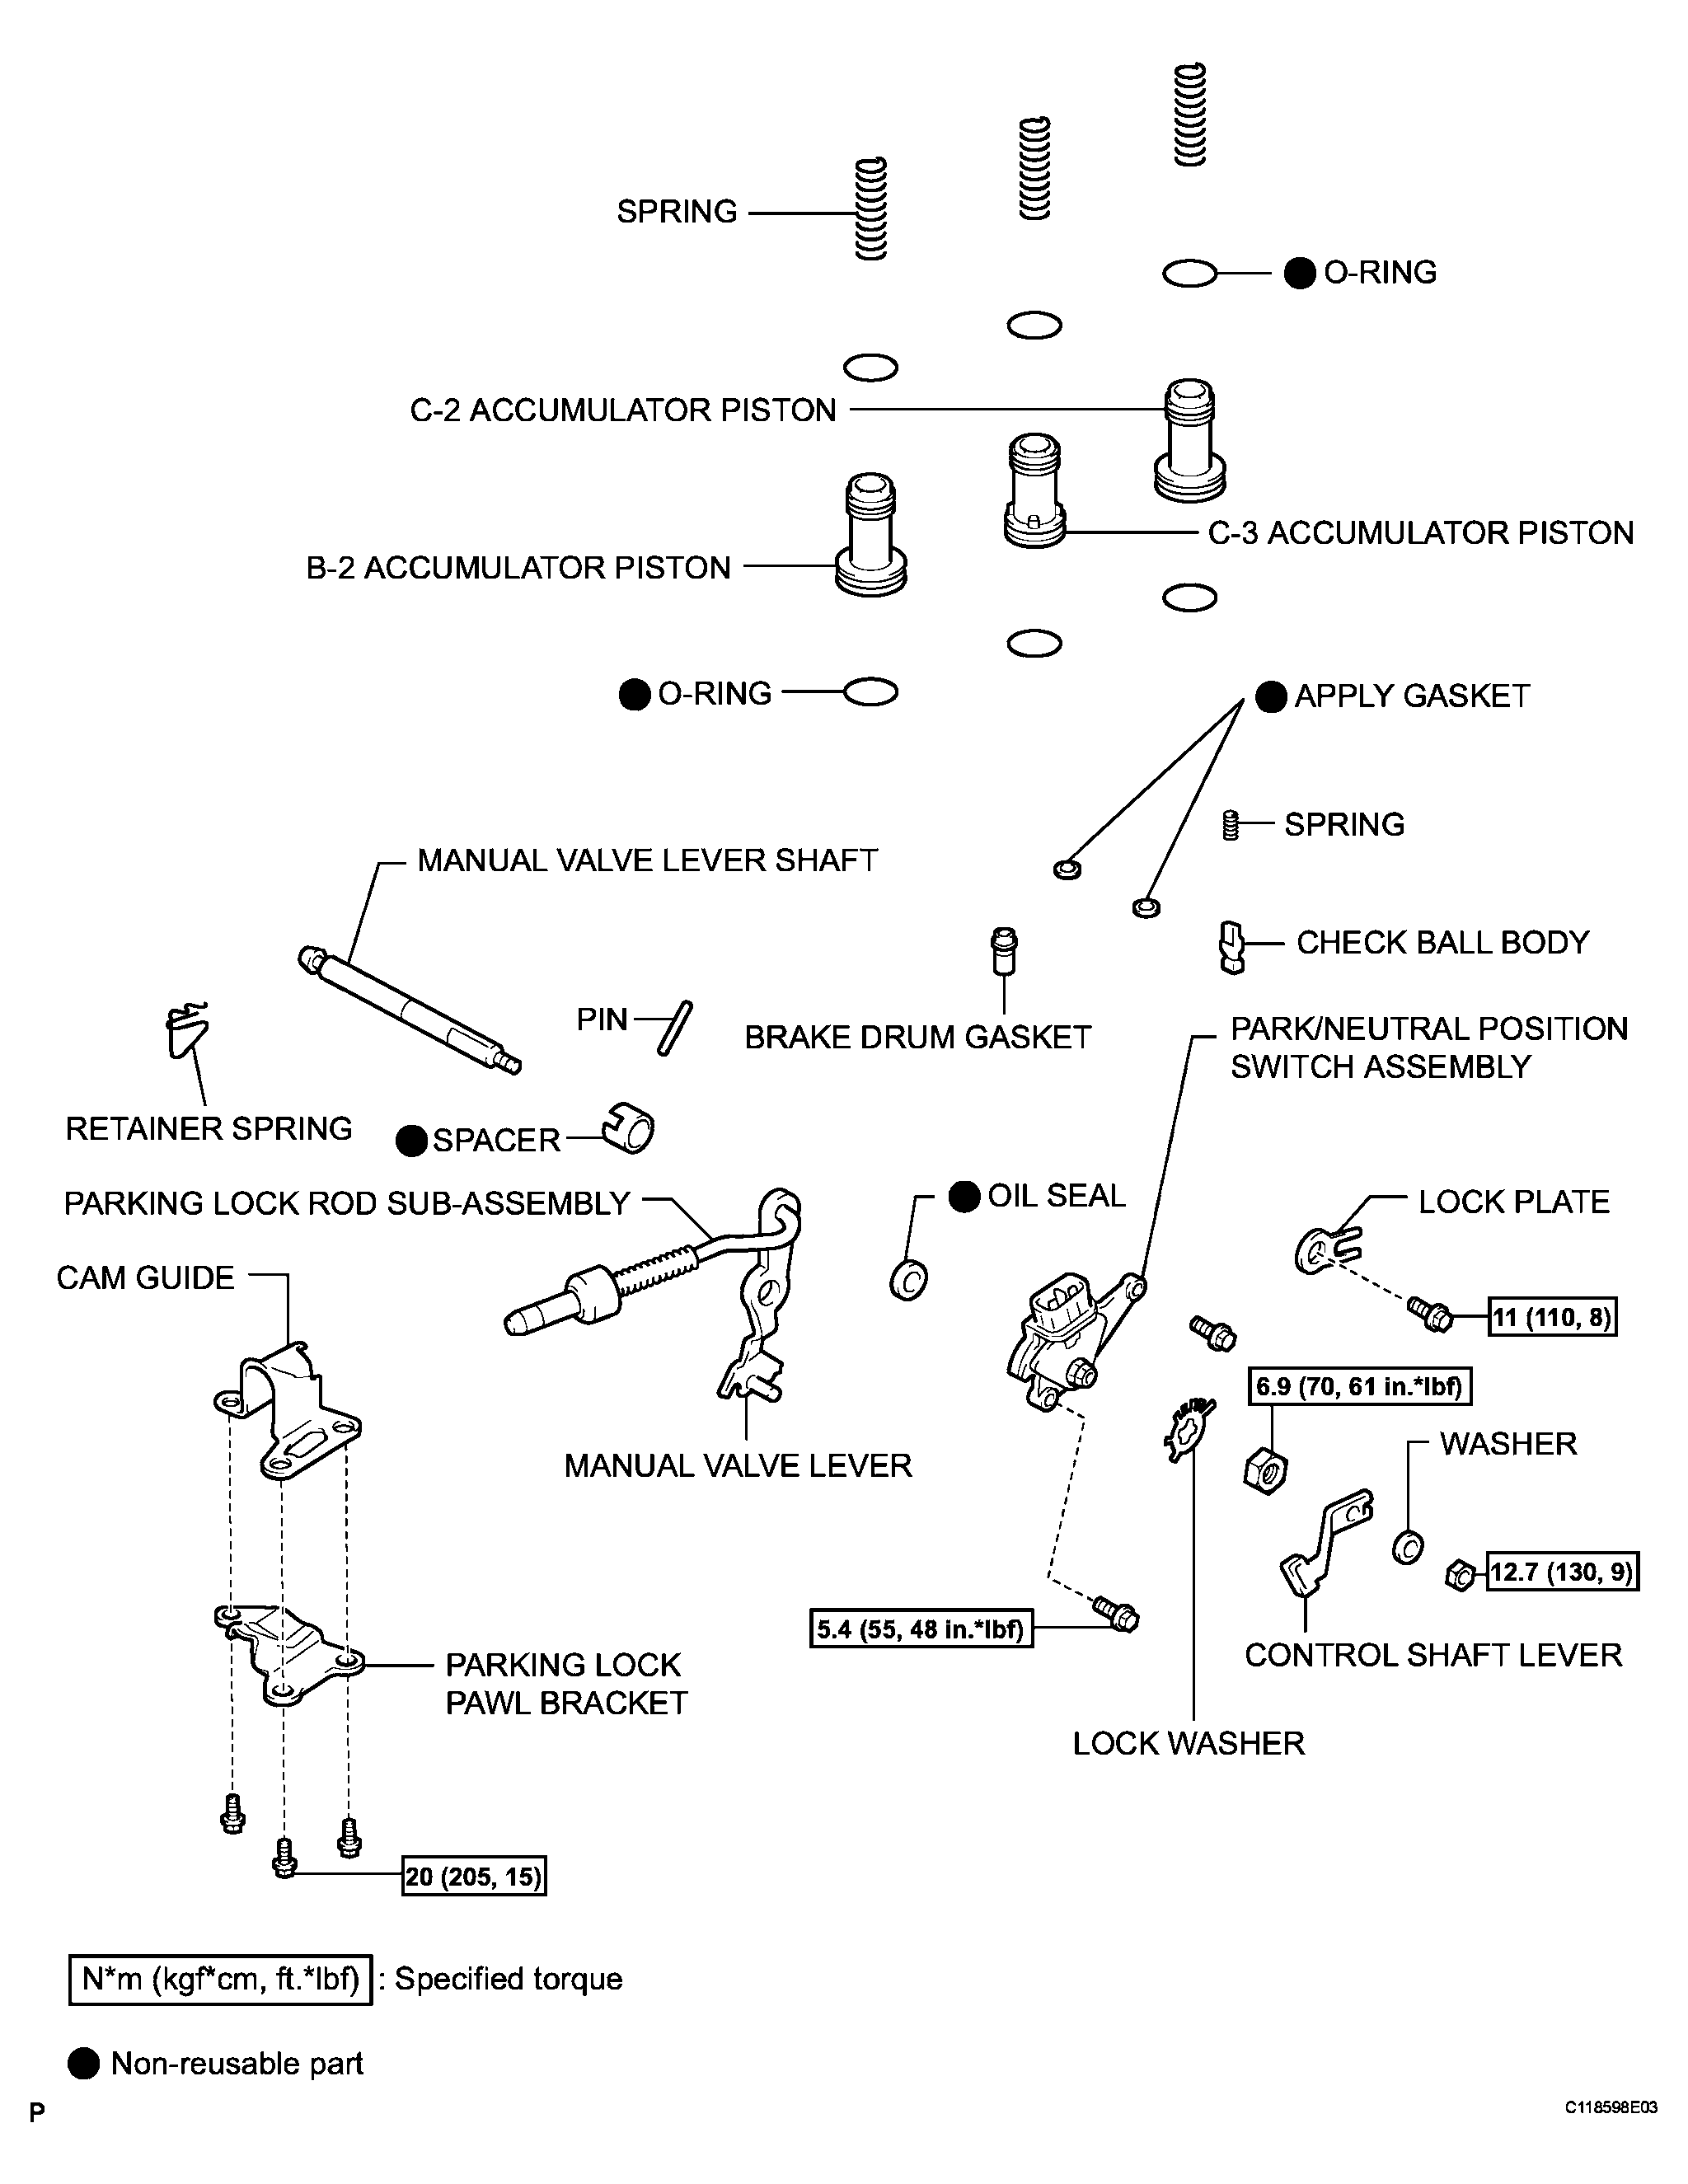 SPRING
O-RING
C-2 ACCUMULATOR PISTON
C-3 ACCUMULATOR PISTON
B-2 ACCUMULATOR PISTON
O-RING
APPLY GASKET
SPRING
MANUAL VALVE LEVER SHAFT
CHECK BALL BODY
PIN
BRAKE DRUM GASKET
PARK/NEUTRAL POSITION
SWITCH ASSEMBLY
RETAINER SPRING
SPACER
PARKING LOCK ROD SUB-ASSEMBLY
OIL SEAL
LOCK PLATE
CAM GUIDE
11 (110, 8)
6.9 (70, 61 in.*lbf)
WASHER
MANUAL VALVE LEVER
12.7 (130, 9)
5.4 (55, 48 in.*lbf)
CONTROL SHAFT LEVER
PARKING LOCK
PAWL BRACKET
LOCK WASHER
20 (205, 15)
N*m (kgf*cm, ft.*lbf) : Specified torque
Non-reusable part
P
C118598E03